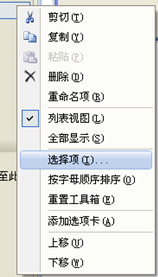 剪切(T)
复制(Y)
粘贴(P)
删除(D)
重命名项(R)
列表视图(L)
全部显示(S)
选择项(I)...
按字母顺序排序(O)
重置工具箱(R)
添加选项卡(A)
上移(U)
下移(W)
至此